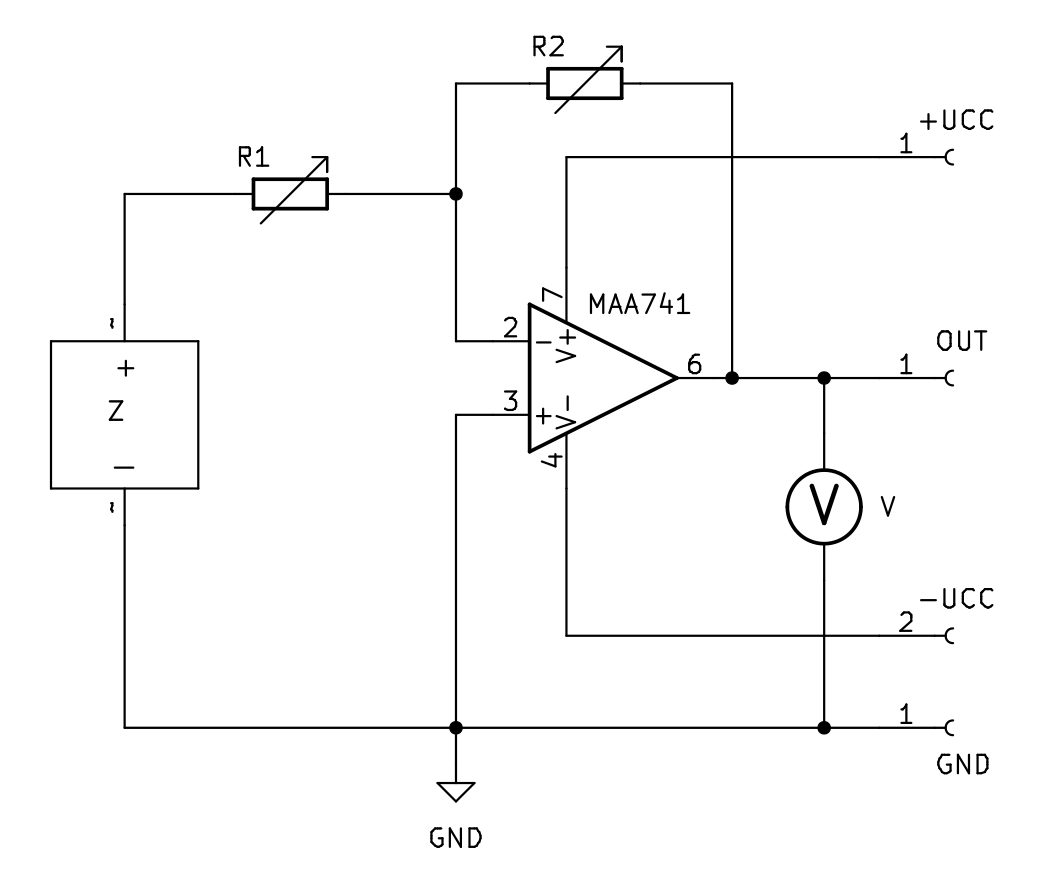 R2
+UCC
1
R1
7
MAA741
2
- V+
OUT
6
1
3
+ V-
~
+
Z
-
~
4
V
V
-UCC
2
1
GND
GND